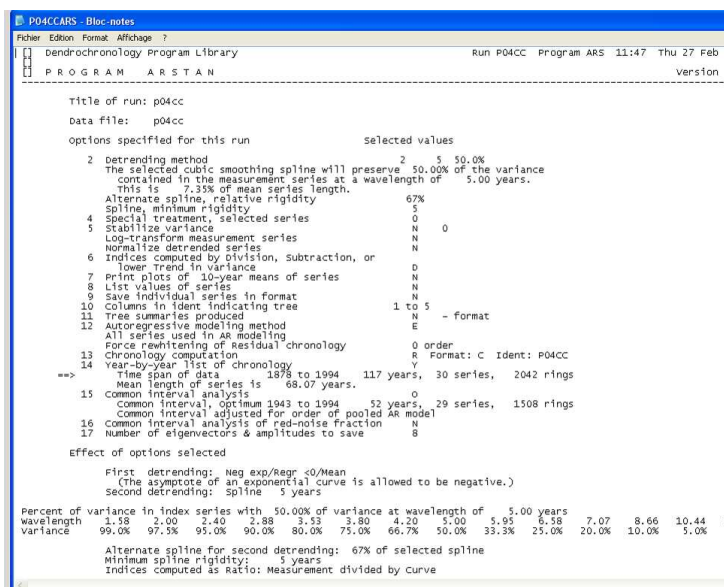 P04CCARS - Bloc-notes
Fichier Edition Format Affichage ?
[] Dendrochronology Program Library Run P04CC Program ARS 11:47 Thu 27 Feb
[] P R O G R A M A R S T A N Version
Title of run: p04cc
Data file: p04cc
Options specified for this run Selected values
2 Detrending method 2 5 50.0%
The selected cubic smoothing spline will preserve 50.00% of the variance
contained in the measurement series at a wavelength of 5.00 years.
This is 7.35% of mean series length.
Alternate spline, relative rigidity 67%
Spline, minimum rigidity 5
4 Special treatment, selected series 0
5 Stabilize variance N 0
Log-transform measurement series N
Normalize detrended series N
6 Indices computed by Division, Subtraction, or
lower Trend in variance D
7 Print plots of 10-year means of series N
8 List values of series N
9 Save individual series in format N
10 Columns in ident indicating tree 1 to 5
11 Tree summaries produced N - format
12 Autoregressive modeling method E
All series used in AR modeling
Force rewhitening of Residual chronology 0 order
13 Chronology computation R Format: C Ident: P04CC
14 Year-by-year list of chronology Y
==> Time span of data 1878 to 1994 117 years, 30 series, 2042 rings
Mean length of series is 68.07 years.
15 Common interval analysis O
Common interval, Optimum 1943 to 1994 52 years, 29 series, 1508 rings
Common interval adjusted for order of pooled AR model
16 Common interval analysis of red-noise fraction N
17 Number of eigenvectors & amplitudes to save 8
Effect of options selected
First detrending: Neg exp/Regr <0/Mean
(The asymptote of an exponential curve is allowed to be negative.)
Second detrending: Spline 5 years
Percent of variance in index series with 50.00% of variance at wavelength of 5.00 years
Wavelength 1.58 2.00 2.40 2.88 3.53 3.80 4.20 5.00 5.95 6.58 7.07 8.66 10.44
Variance 99.0% 97.5% 95.0% 90.0% 80.0% 75.0% 66.7% 50.0% 33.3% 25.0% 20.0% 10.0% 5.0%
Alternate spline for second detrending: 67% of selected spline
Minimum spline rigidity: 5 years
Indices computed as Ratio: Measurement divided by Curve